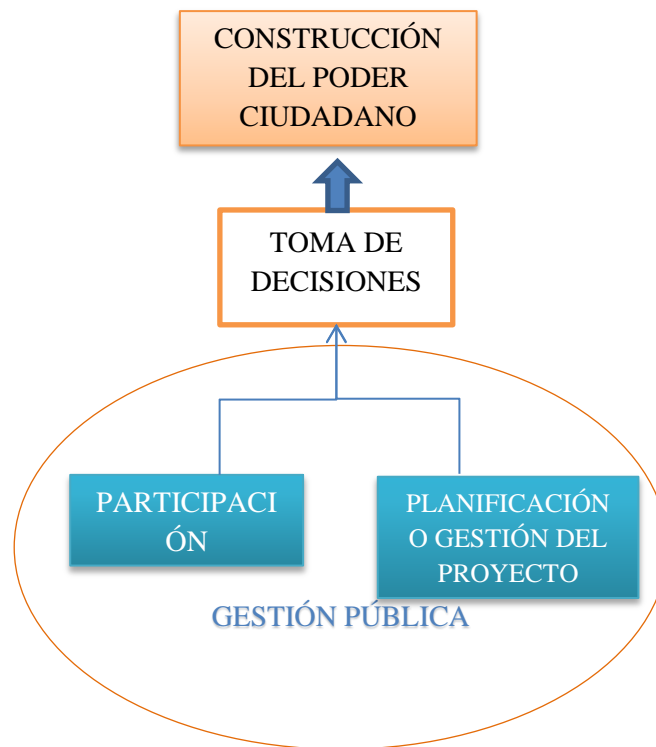 CONSTRUCCIÓN
DEL PODER
CIUDADANO
TOMA DE
DECISIONES
PARTICIPACI
ÓN
PLANIFICACIÓN
O GESTIÓN DEL
PROYECTO
GESTIÓN PÚBLICA